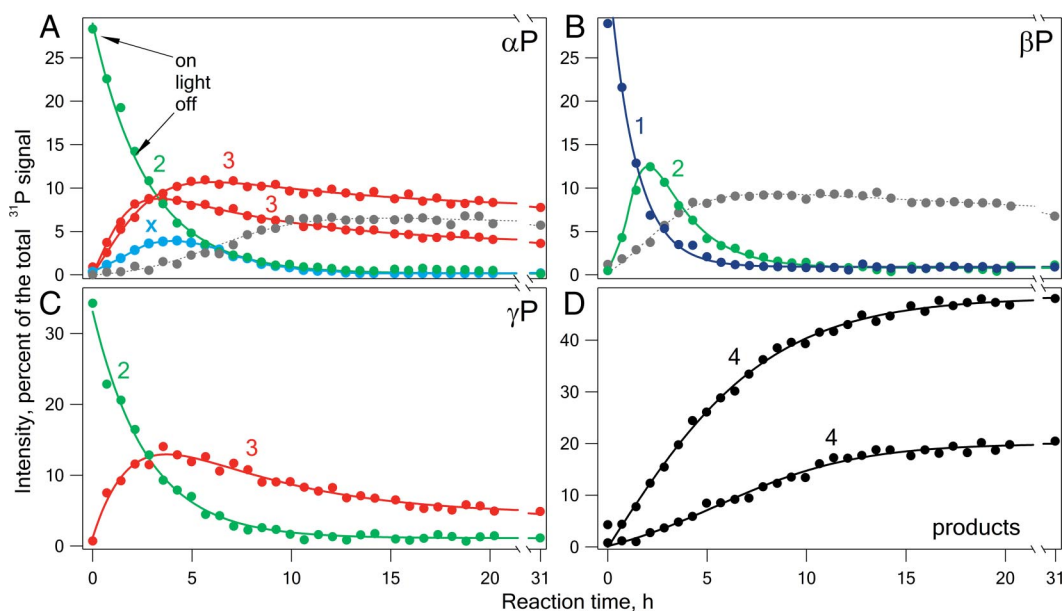 A
αP
on
light
off
2
3
3
x
25
20
15
10
5
0
B
βP
1
2
25
20
15
10
5
0
Intensity, percent of the total ³¹P signal
C
γP
2
3
30
20
10
0
0 5 10 15 20 31
D
4
4
products
40
30
20
10
0
0 5 10 15 20 31
Reaction time, h